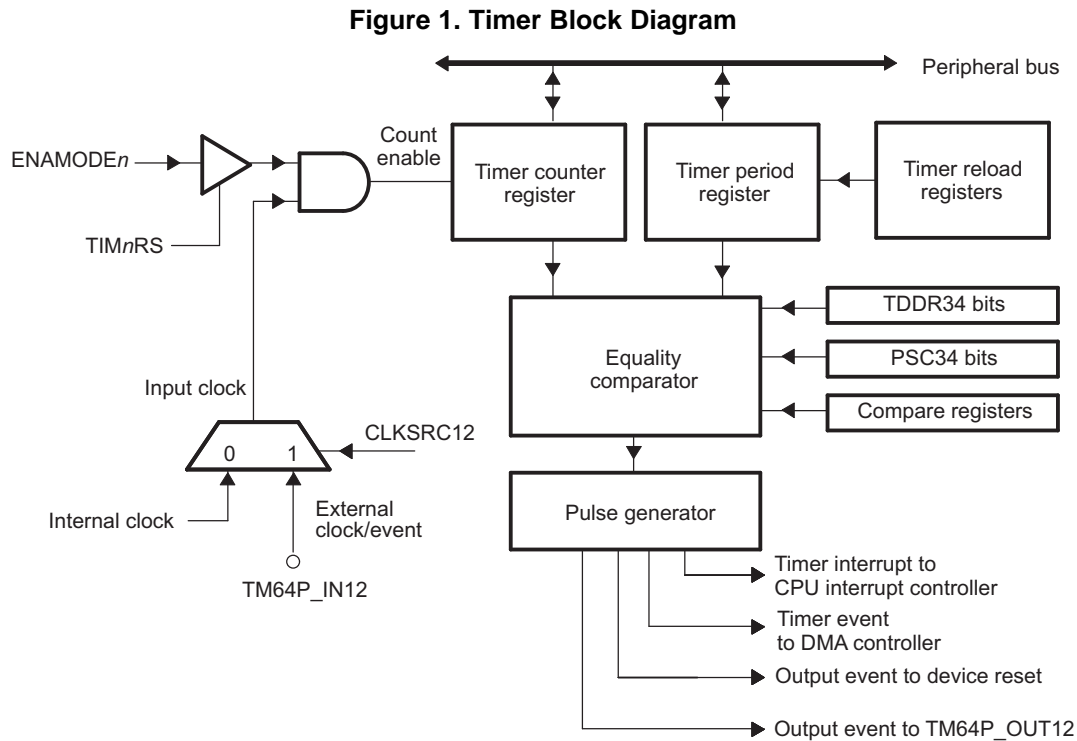 Figure 1. Timer Block Diagram
Peripheral bus
ENAMODEn
Count
enable
Timer counter
register
Timer period
register
Timer reload
registers
TIMnRS
TDDR34 bits
Equality
comparator
PSC34 bits
Input clock
Compare registers
CLKSRC12
0 1
Internal clock
External
clock/event
Pulse generator
TM64P_IN12
Timer interrupt to
CPU interrupt controller
Timer event
to DMA controller
Output event to device reset
Output event to TM64P_OUT12